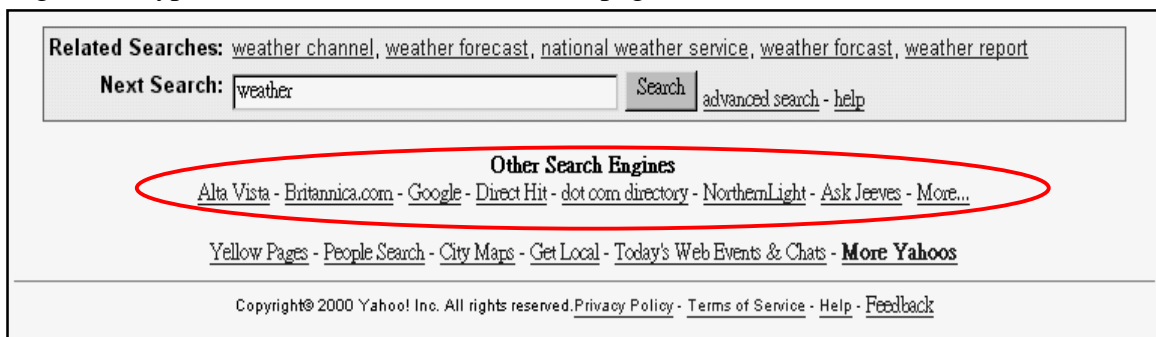 Related Searches: weather channel, weather forecast, national weather service, weather forcast, weather report
Next Search: weather Search advanced search - help
Other Search Engines
Alta Vista - Britannica.com - Google - Direct Hit - dot com directory - NorthernLight - Ask Jeeves - More...
Yellow Pages - People Search - City Maps - Get Local - Today's Web Events & Chats - More Yahoos
Copyright© 2000 Yahoo! Inc. All rights reserved.Privacy Policy - Terms of Service - Help - Feedback